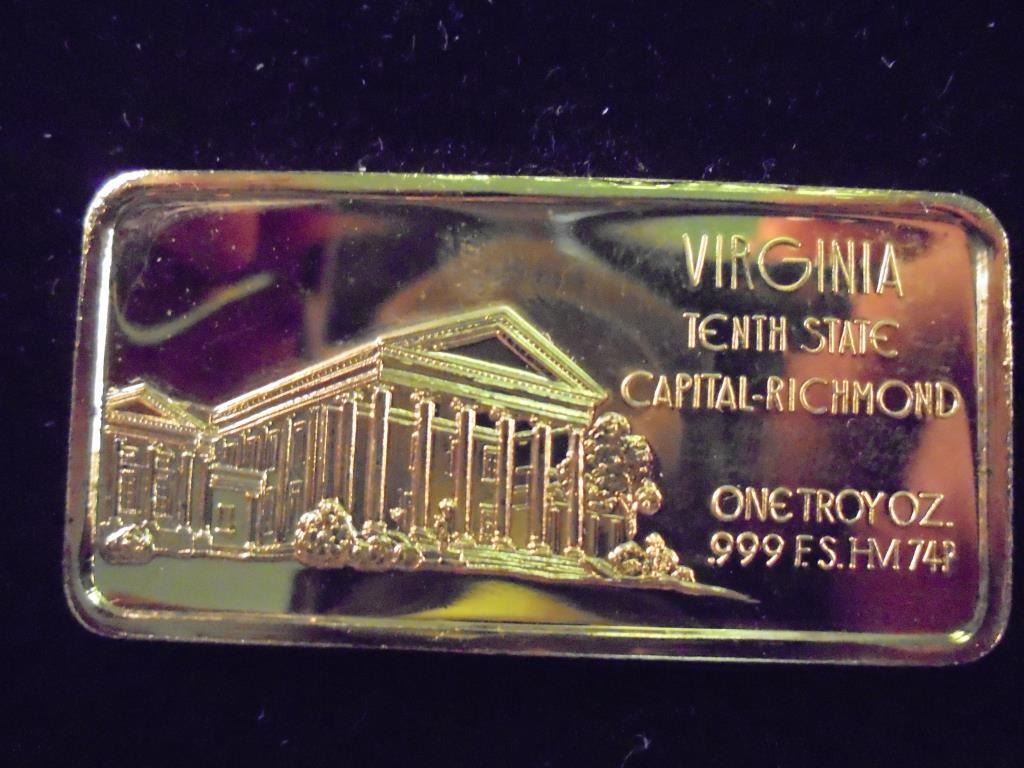 VIRGINIA
TENTH STATE
CAPITAL-RICHMOND
ONE TROY OZ.
.999 F.S. HM 74P